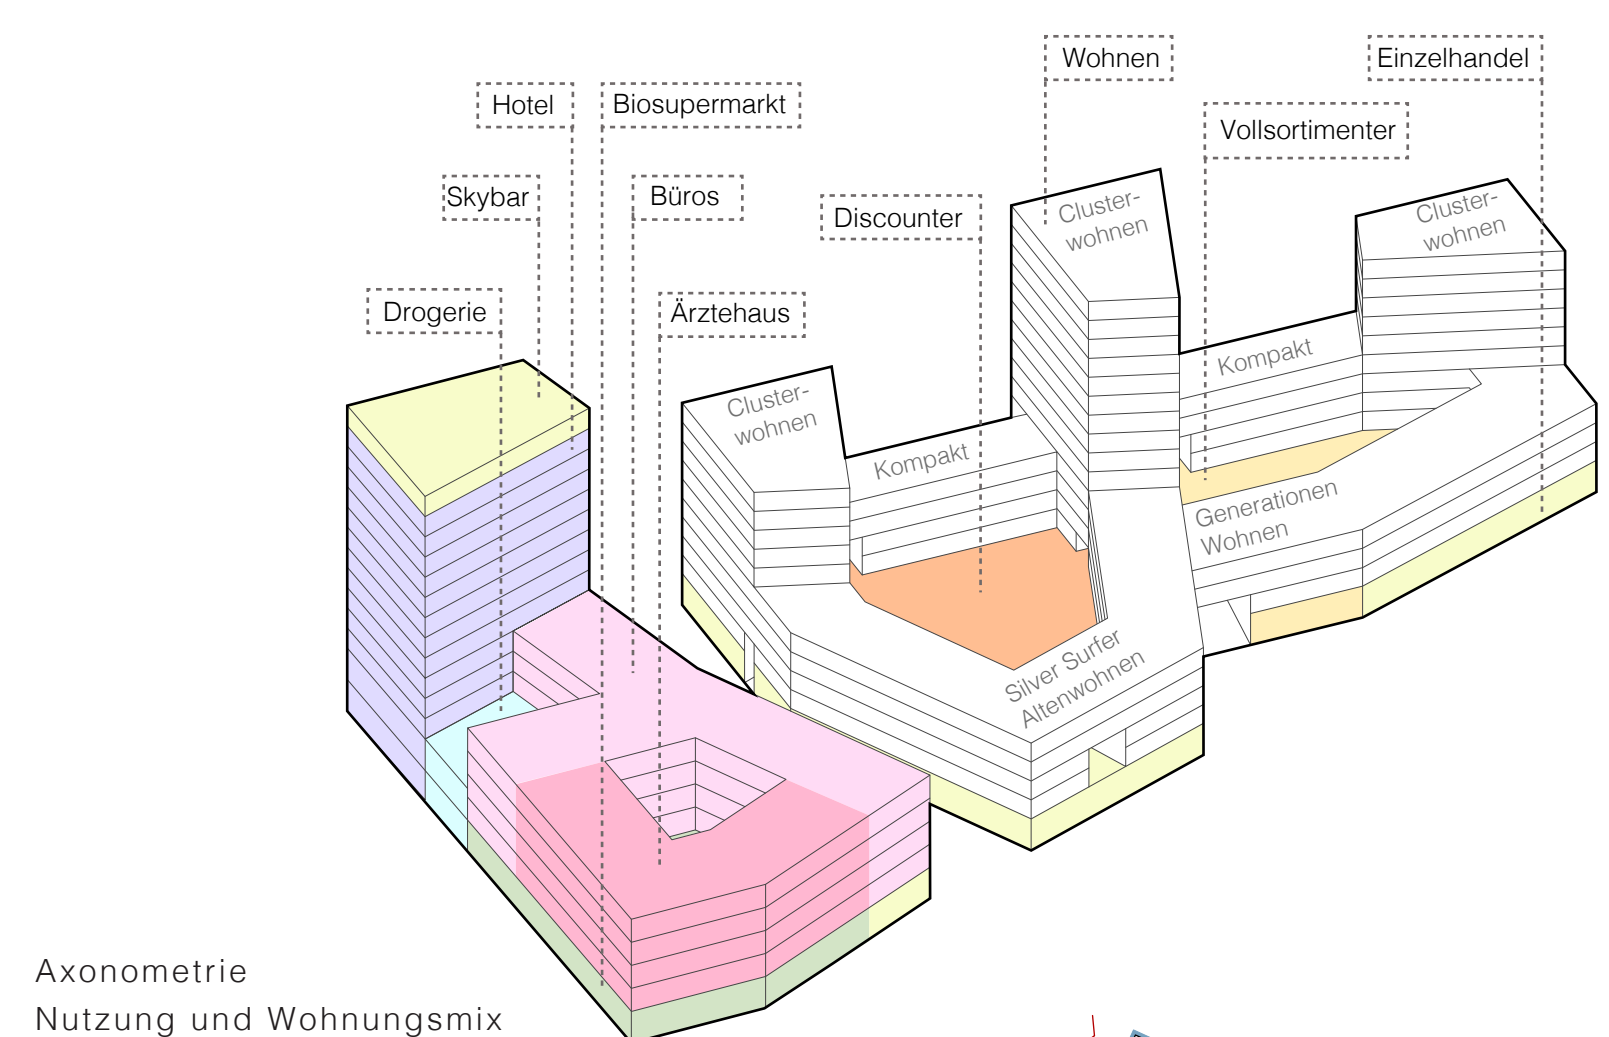 Wohnen
Einzelhandel
Hotel
Biosupermarkt
Vollsortimenter
Skybar
Büros
Discounter
Cluster-
wohnen
Cluster-
wohnen
Drogerie
Ärztehaus
Kompakt
Cluster-
wohnen
Kompakt
Generationen
Wohnen
Silver Surfer
Altenwohnen
Axonometrie
Nutzung und Wohnungsmix